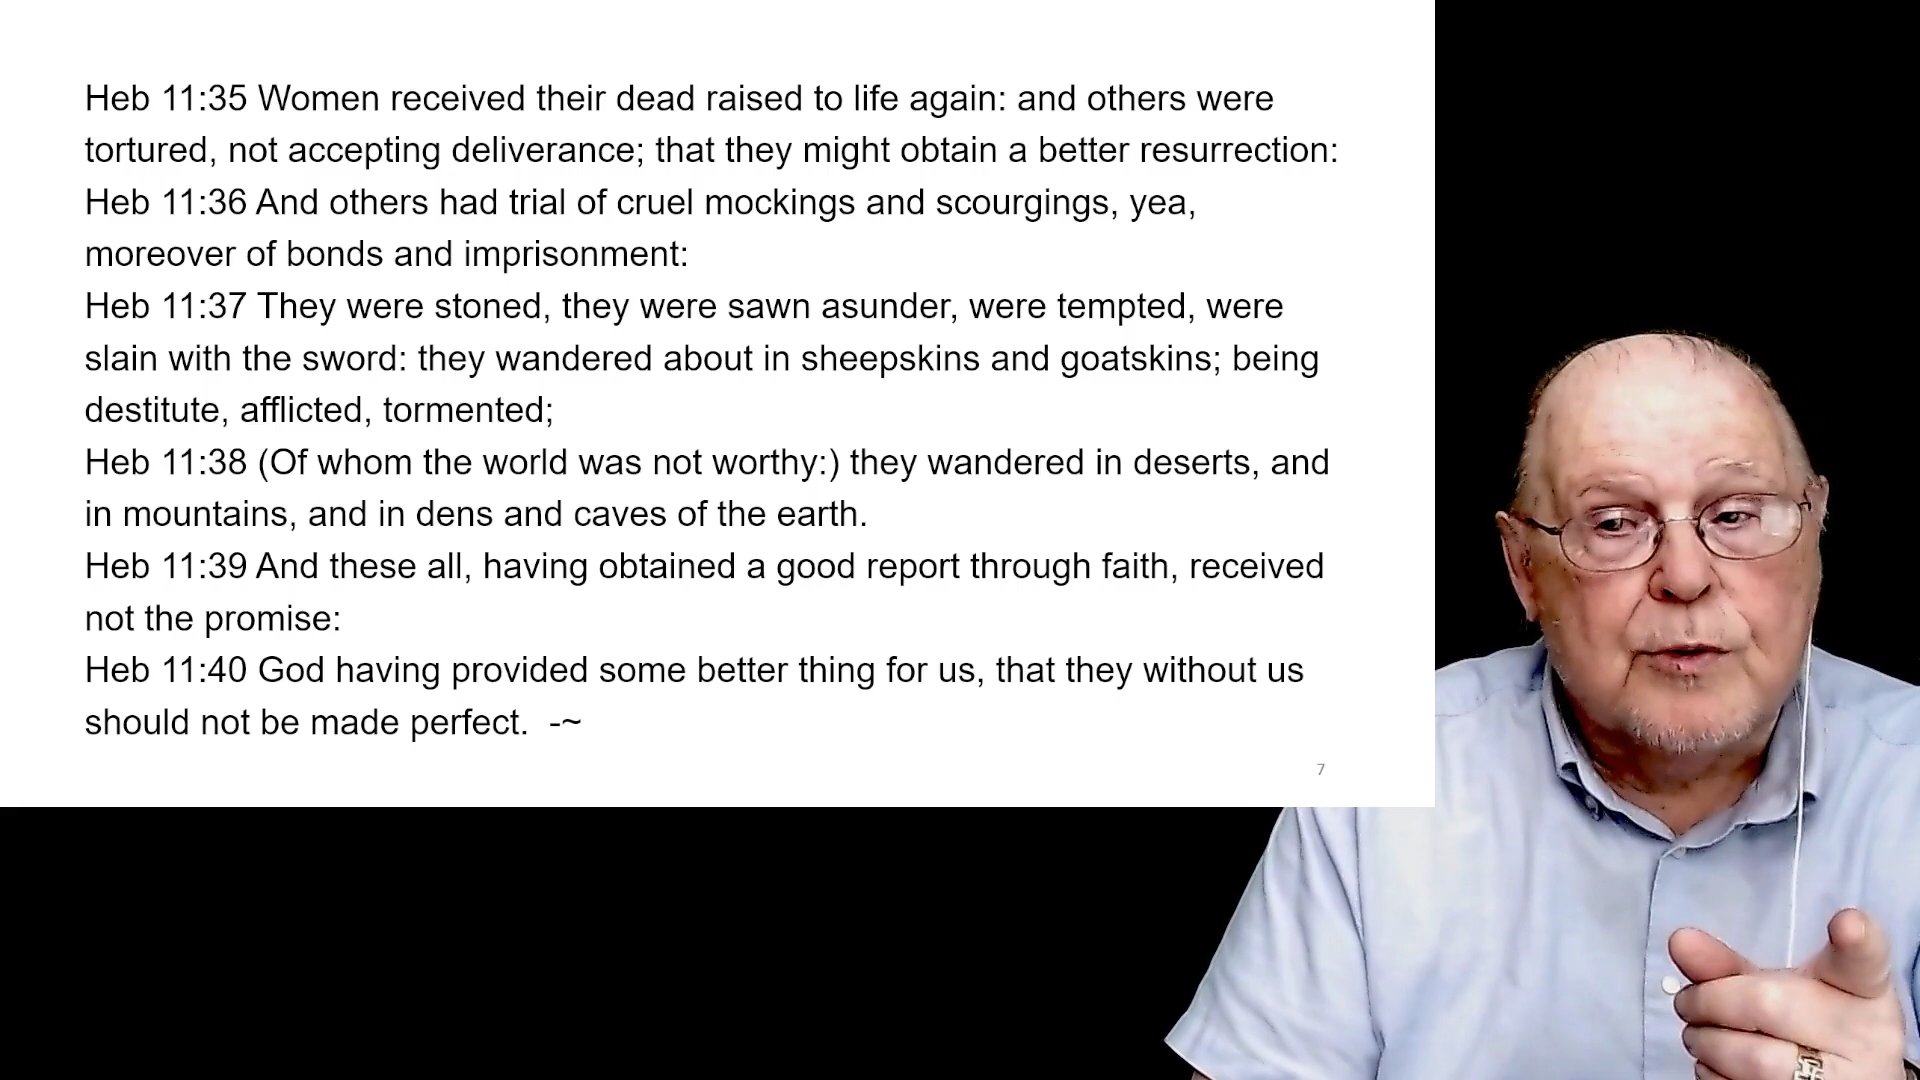 Heb 11:35 Women received their dead raised to life again: and others were
tortured, not accepting deliverance; that they might obtain a better resurrection:
Heb 11:36 And others had trial of cruel mockings and scourgings, yea,
moreover of bonds and imprisonment:
Heb 11:37 They were stoned, they were sawn asunder, were tempted, were
slain with the sword: they wandered about in sheepskins and goatskins; being
destitute, afflicted, tormented;
Heb 11:38 (Of whom the world was not worthy:) they wandered in deserts, and
in mountains, and in dens and caves of the earth.
Heb 11:39 And these all, having obtained a good report through faith, received
not the promise:
Heb 11:40 God having provided some better thing for us, that they without us
should not be made perfect.  -~
7